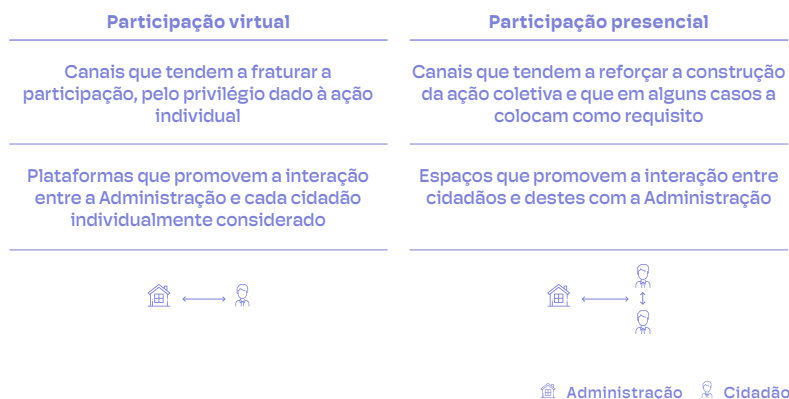 Participação virtual
Canais que tendem a fraturar a
participação, pelo privilégio dado à ação
individual
Plataformas que promovem a interação
entre a Administração e cada cidadão
individualmente considerado
Participação presencial
Canais que tendem a reforçar a construção
da ação coletiva e que em alguns casos a
colocam como requisito
Espaços que promovem a interação entre
cidadãos e destes com a Administração
Administração
Cidadão